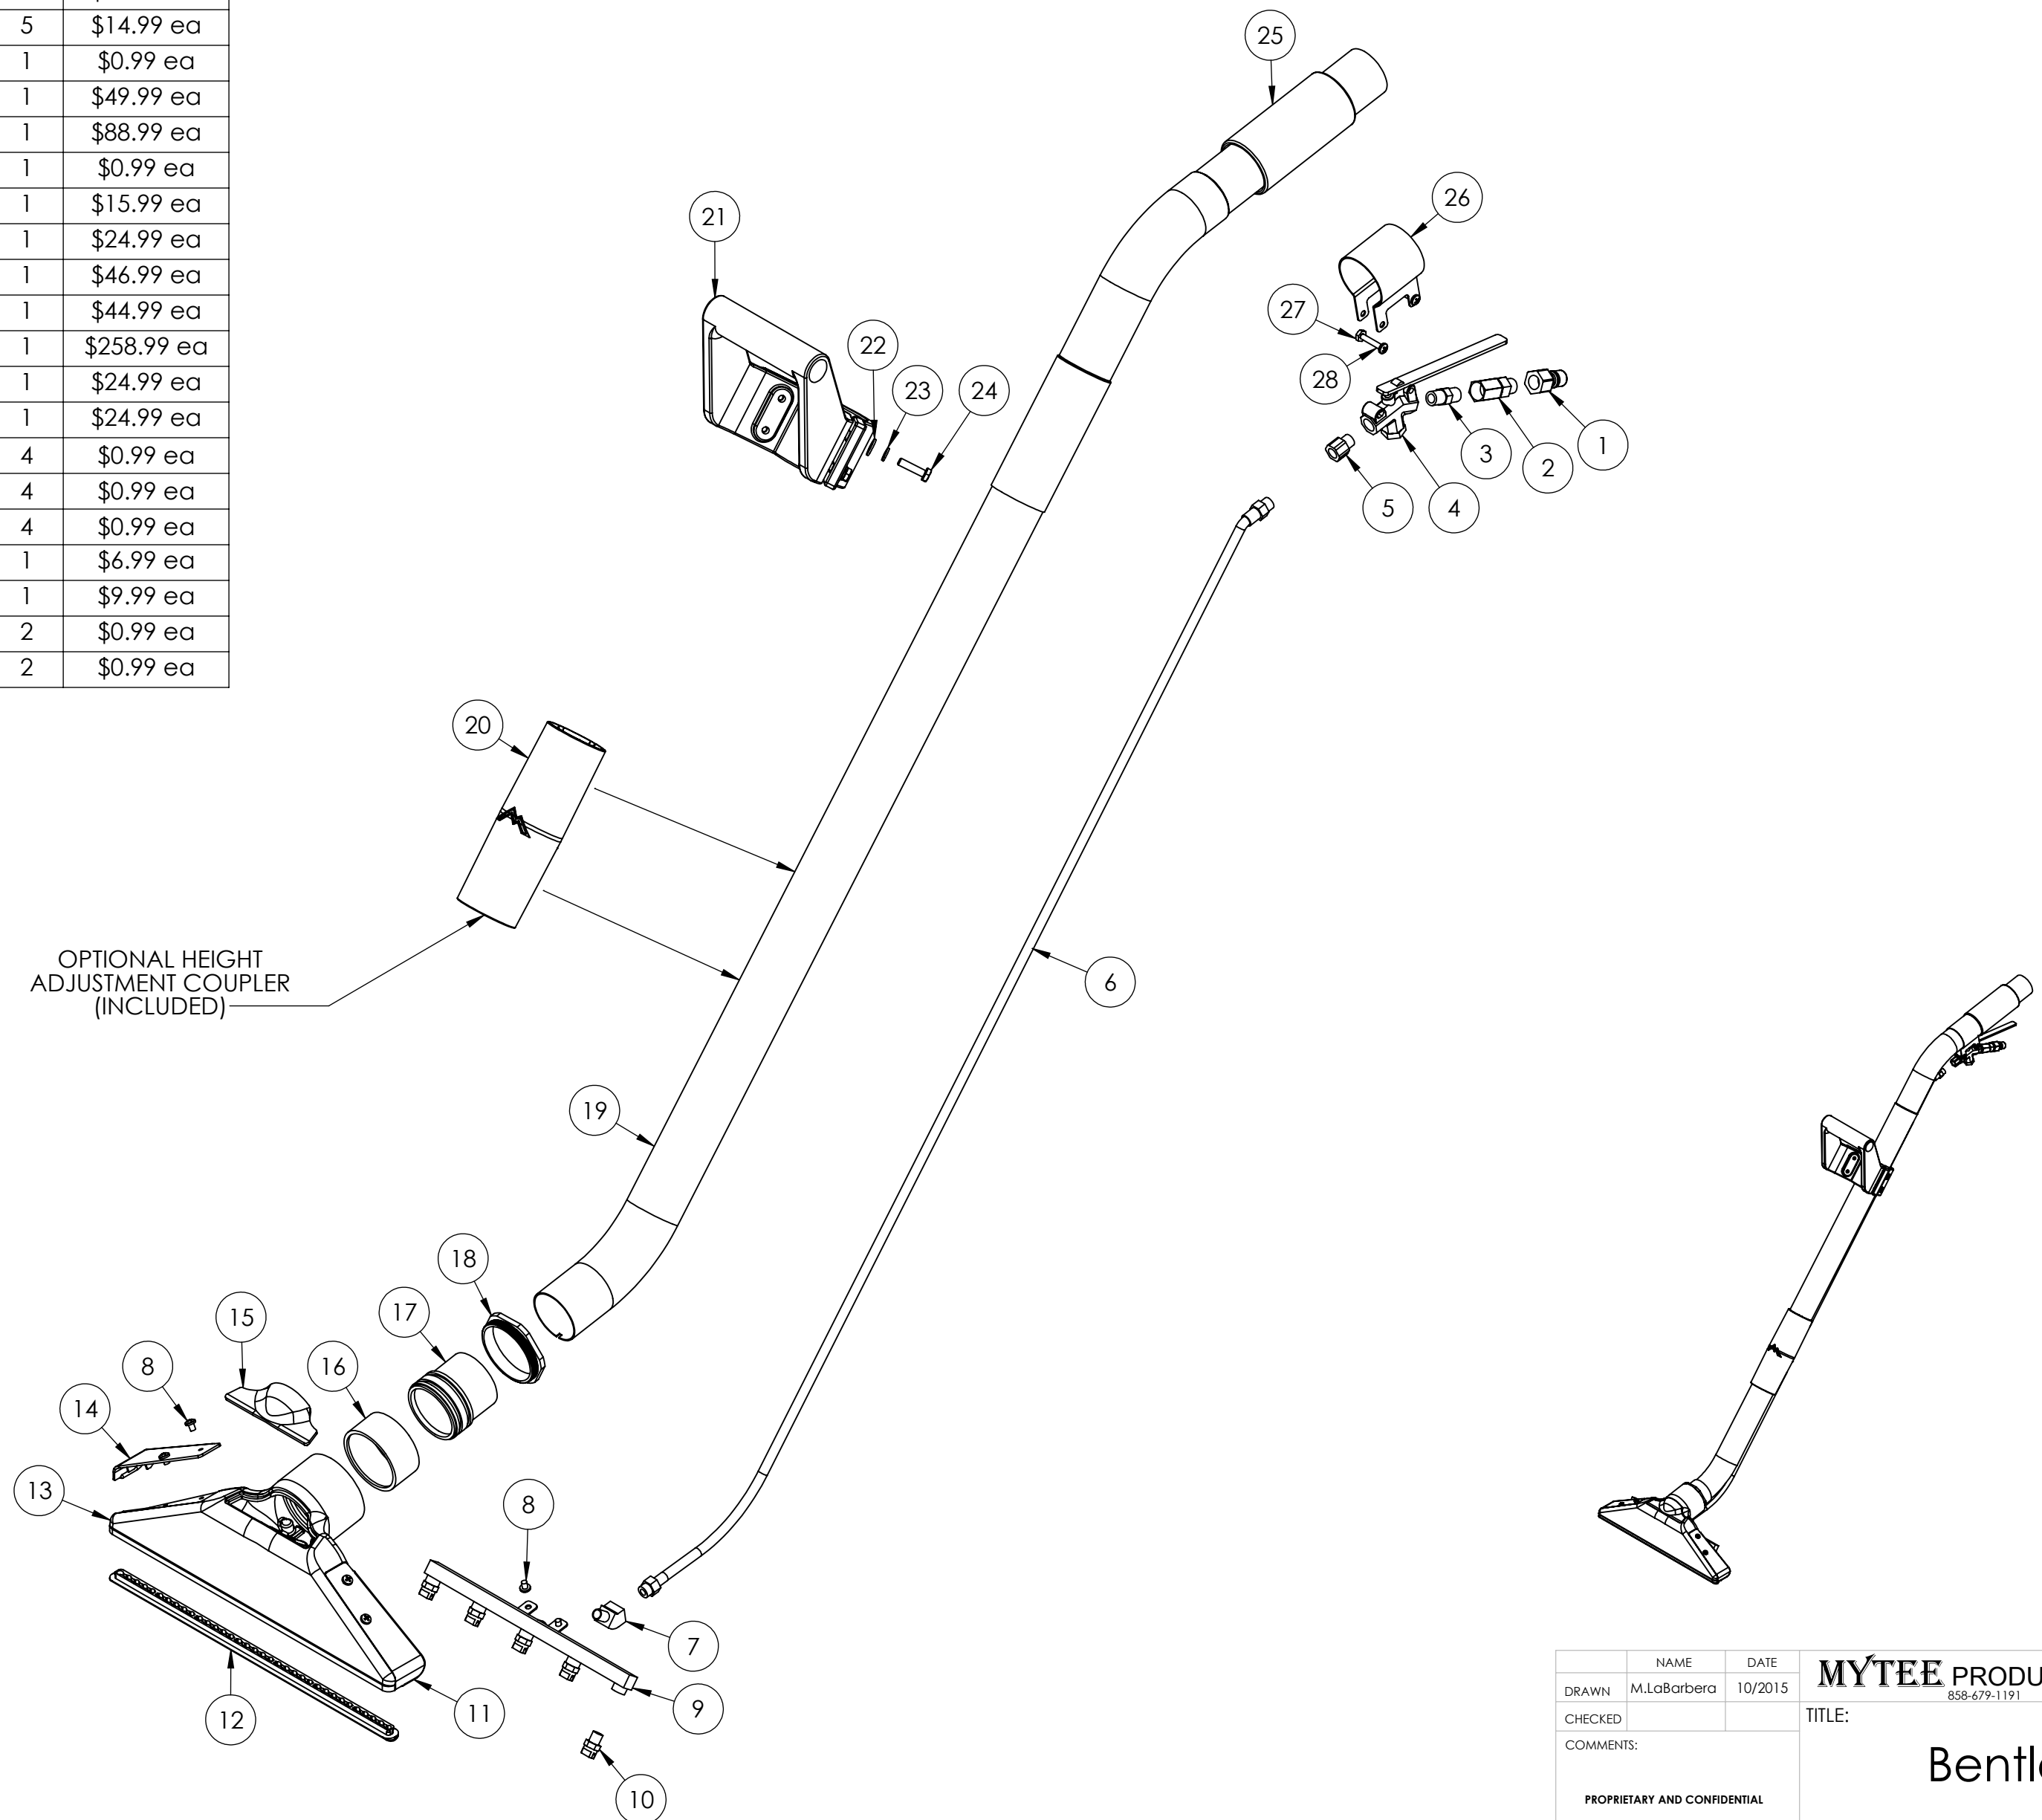 5 $14.99 ea
1 $0.99 ea
1 $49.99 ea
1 $88.99 ea
1 $0.99 ea
1 $15.99 ea
1 $24.99 ea
1 $46.99 ea
1 $44.99 ea
1 $258.99 ea
1 $24.99 ea
1 $24.99 ea
4 $0.99 ea
4 $0.99 ea
4 $0.99 ea
1 $6.99 ea
1 $9.99 ea
2 $0.99 ea
2 $0.99 ea
25
26
21
27
22
28
23
24
1
3
2
5
4
20
OPTIONAL HEIGHT
ADJUSTMENT COUPLER
(INCLUDED)
6
19
18
17
15
16
8
14
13
8
7
9
11
12
10
NAME DATE
DRAWN M.LaBarbera 10/2015
CHECKED
COMMENTS:
PROPRIETARY AND CONFIDENTIAL
MYTEE PRODU
858-679-1191
TITLE:
Bentl